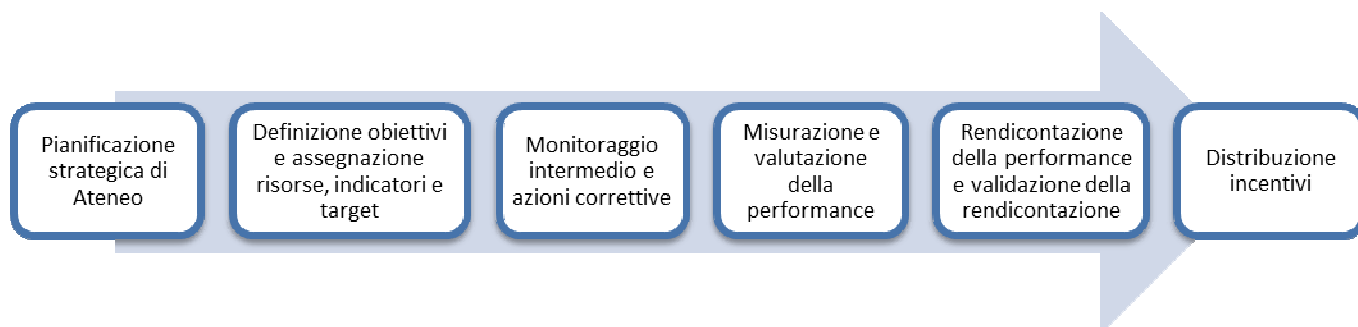 Pianificazione
strategica di
Ateneo
Definizione obiettivi
e assegnazione
risorse, indicatori e
target
Monitoraggio
intermedio e
azioni correttive
Misurazione e
valutazione
della
performance
Rendicontazione
della performance
e validazione della
rendicontazione
Distribuzione
incentivi